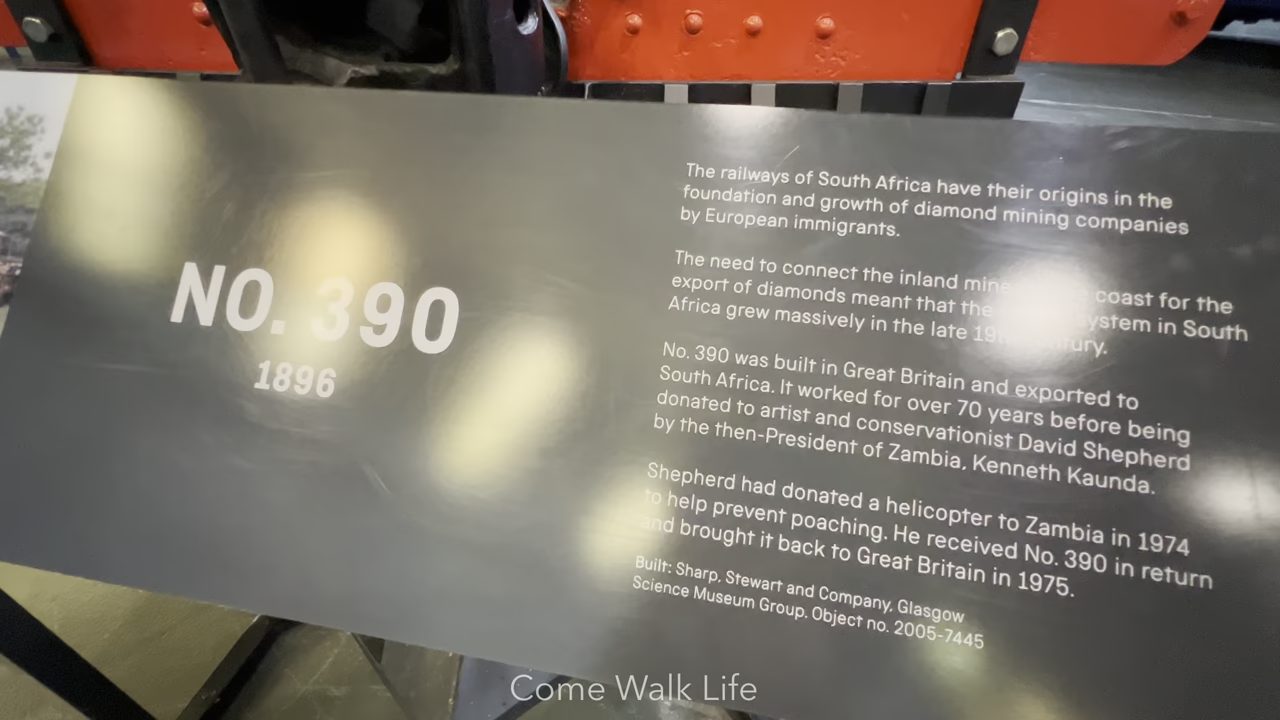 NO. 390
1896
The railways of South Africa have their origins in the
foundation and growth of diamond mining companies
by European immigrants.
The need to connect the inland coast for the
export of diamonds meant that the system in South
Africa grew massively in the late
No. 390 was built in Great Britain and exported to
South Africa. It worked for over 70 years before being
donated to artist and conservationist David Shepherd
by the then-President of Zambia, Kenneth Kaunda.
Shepherd had donated a helicopter to Zambia in 1974
to help prevent poaching. He received No. 390 in return
and brought it back to Great Britain in 1975.
Built: Sharp, Stewart and Company, Glasgow
Science Museum Group. Object no. 2005-7445
Come Walk Life